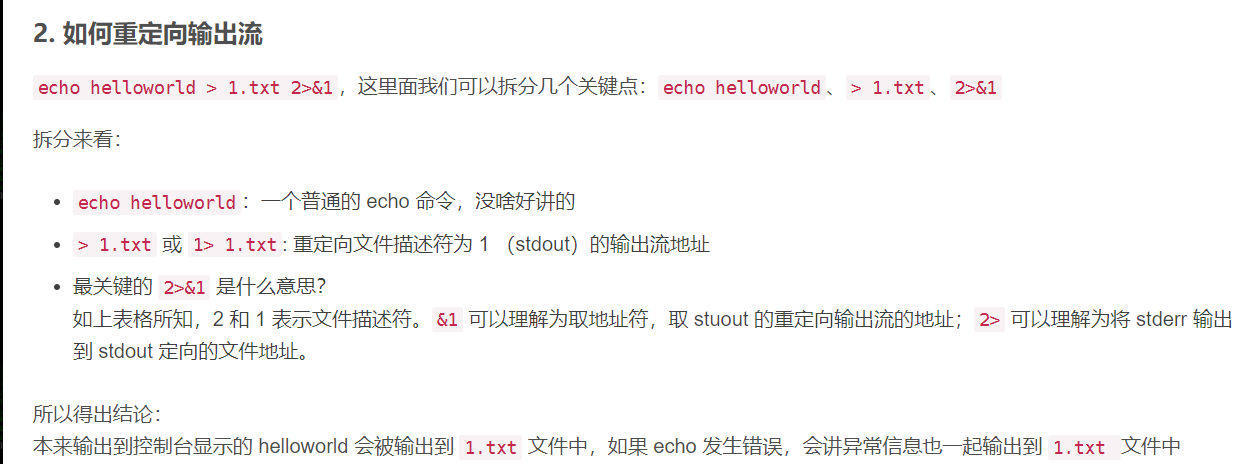 2. 如何重定向输出流
echo helloworld > 1.txt 2>&1，这里面我们可以拆分几个关键点：echo helloworld、> 1.txt、2>&1
拆分来看：
echo helloworld：一个普通的 echo 命令，没啥好讲的
> 1.txt 或 1> 1.txt: 重定向文件描述符为 1 （stdout）的输出流地址
最关键的 2>&1 是什么意思？
如上表格所知，2 和 1 表示文件描述符。&1 可以理解为取地址符，取 stuout 的重定向输出流的地址；2> 可以理解为将 stderr 输出
到 stdout 定向的文件地址。
所以得出结论：
本来输出到控制台显示的 helloworld 会被输出到 1.txt 文件中，如果 echo 发生错误，会讲异常信息也一起输出到 1.txt 文件中